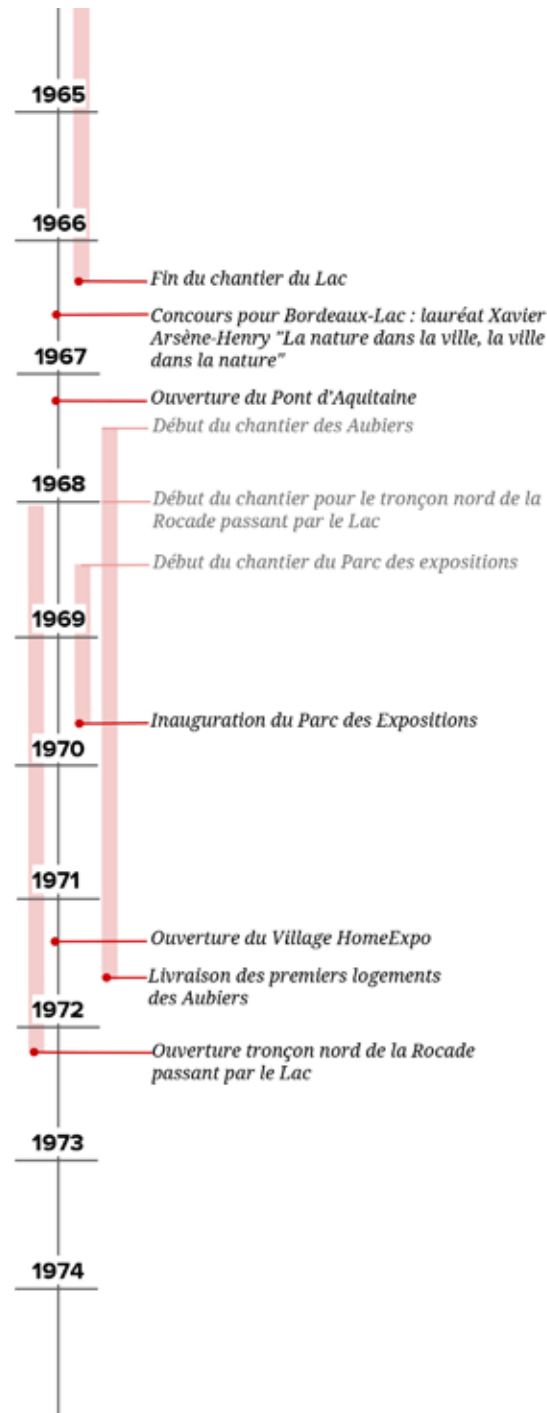 1965
1966
Fin du chantier du Lac
Concours pour Bordeaux-Lac : lauréat Xavier
Arsène-Henry "La nature dans la ville, la ville
dans la nature"
1967
Ouverture du Pont d'Aquitaine
Début du chantier des Aubiers
1968
Début du chantier pour le tronçon nord de la
Rocade passant par le Lac
Début du chantier du Parc des expositions
1969
Inauguration du Parc des Expositions
1970
1971
Ouverture du Village HomeExpo
Livraison des premiers logements
des Aubiers
1972
Ouverture tronçon nord de la Rocade
passant par le Lac
1973
1974